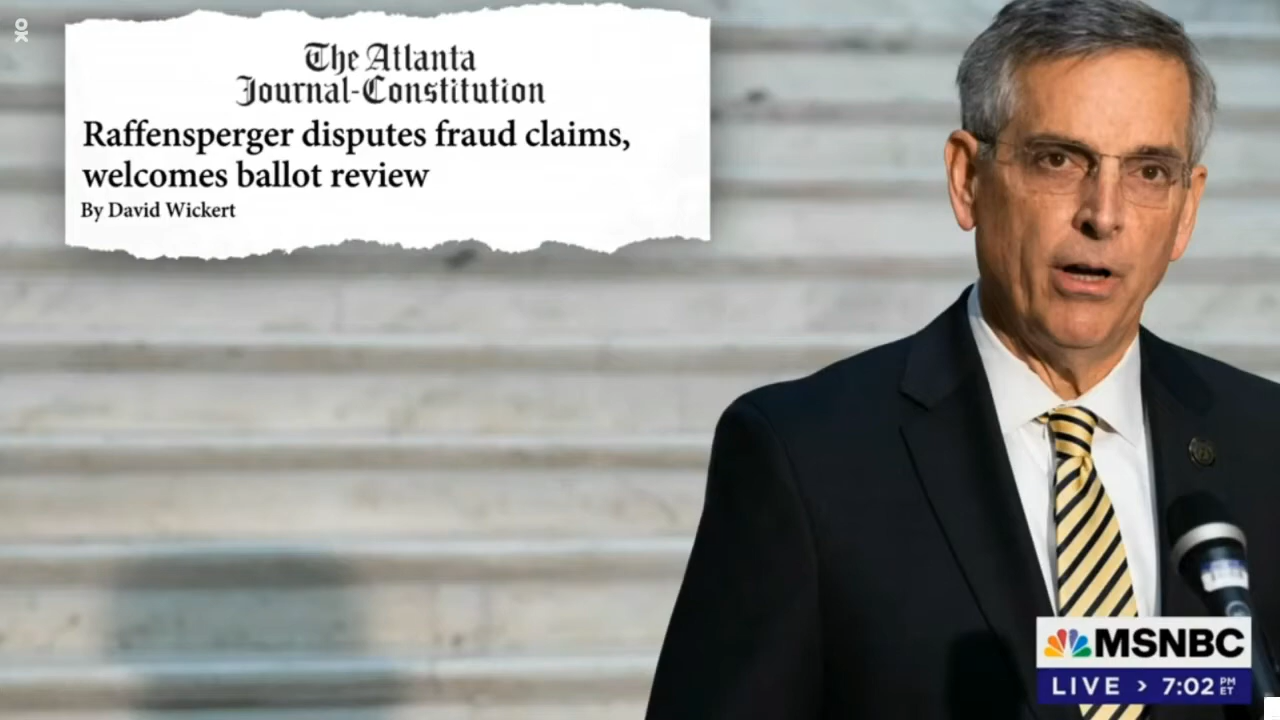 OK
The Atlanta
Journal-Constitution
Raffensperger disputes fraud claims,
welcomes ballot review
By David Wickert
MSNBC
LIVE > 7:02 PM ET